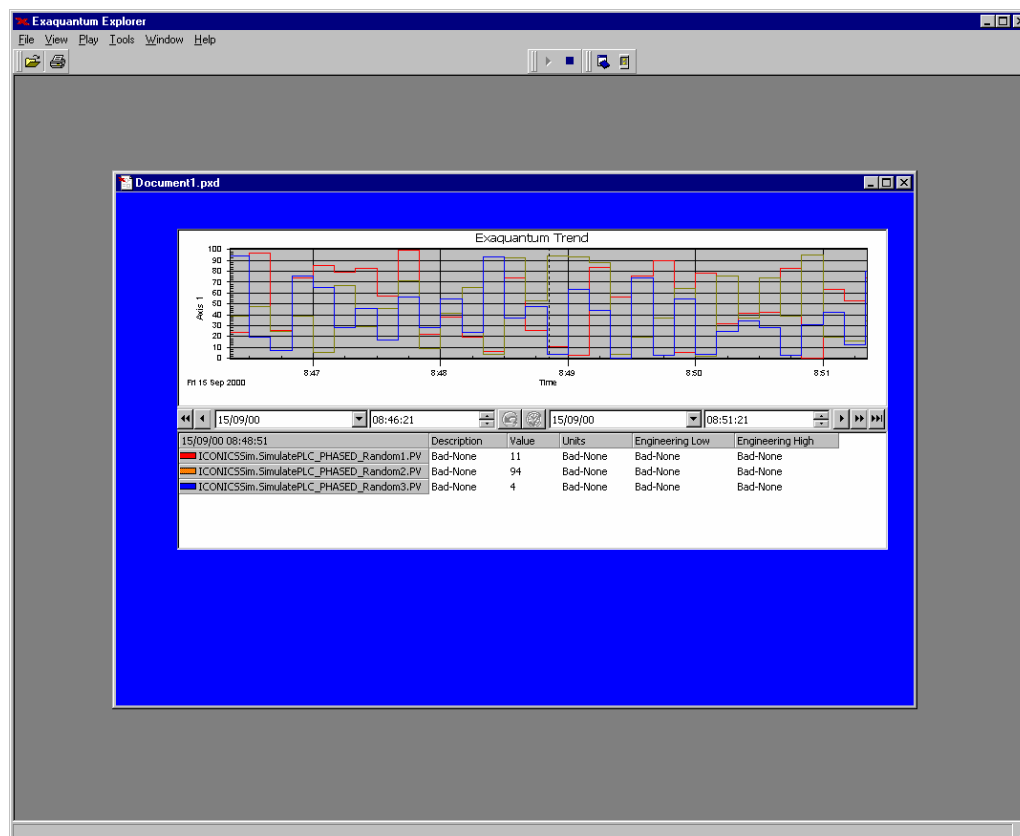 Exaquantum Explorer
File View Play Tools Window Help
Document1.pxd
Exaquantum Trend
100
90
80
70
60
50
40
30
20
10
0
Axis 1
8:47 8:48 8:49 8:50 8:51
Fri 15 Sep 2000 Time
15/09/00 08:46:21 15/09/00 08:51:21
15/09/00 08:48:51 Description Value Units Engineering Low Engineering High
ICONICSSim.SimulatePLC_PHASED_Random1.PV Bad-None 11 Bad-None Bad-None Bad-None
ICONICSSim.SimulatePLC_PHASED_Random2.PV Bad-None 94 Bad-None Bad-None Bad-None
ICONICSSim.SimulatePLC_PHASED_Random3.PV Bad-None 4 Bad-None Bad-None Bad-None